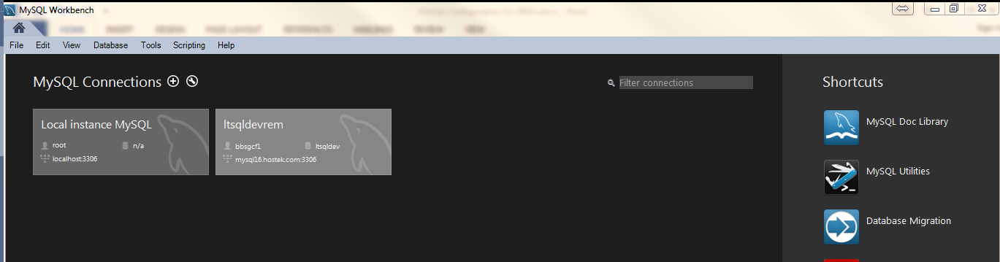 MySQL Workbench
HOME INSERT DESIGN PAGE LAYOUT REFERENCES MAILINGS REVIEW VIEW
File Edit View Database Tools Scripting Help
MySQL Connections
Filter connections
Shortcuts
Local instance MySQL
root n/a
localhost:3306
ltsqldevrem
bbsgcf1 ltsqldev
mysql16.hostek.com:3306
MySQL Doc Library
MySQL Utilities
Database Migration